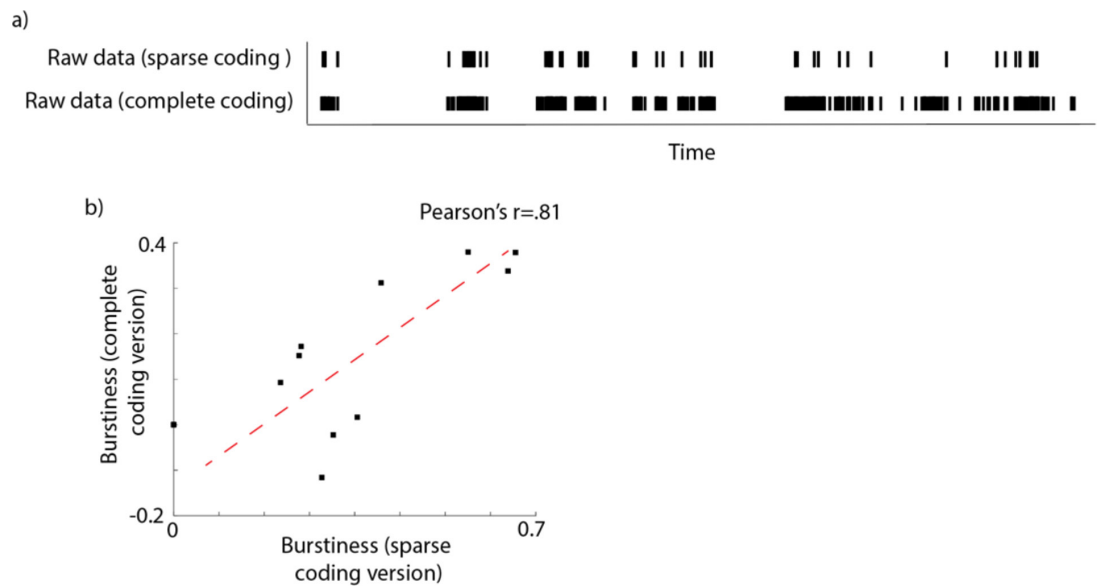 a)
Raw data (sparse coding )
Raw data (complete coding)
Time
b)
Pearson's r=.81
0.4
Burstiness (complete
coding version)
-0.2
0
0.7
Burstiness (sparse
coding version)